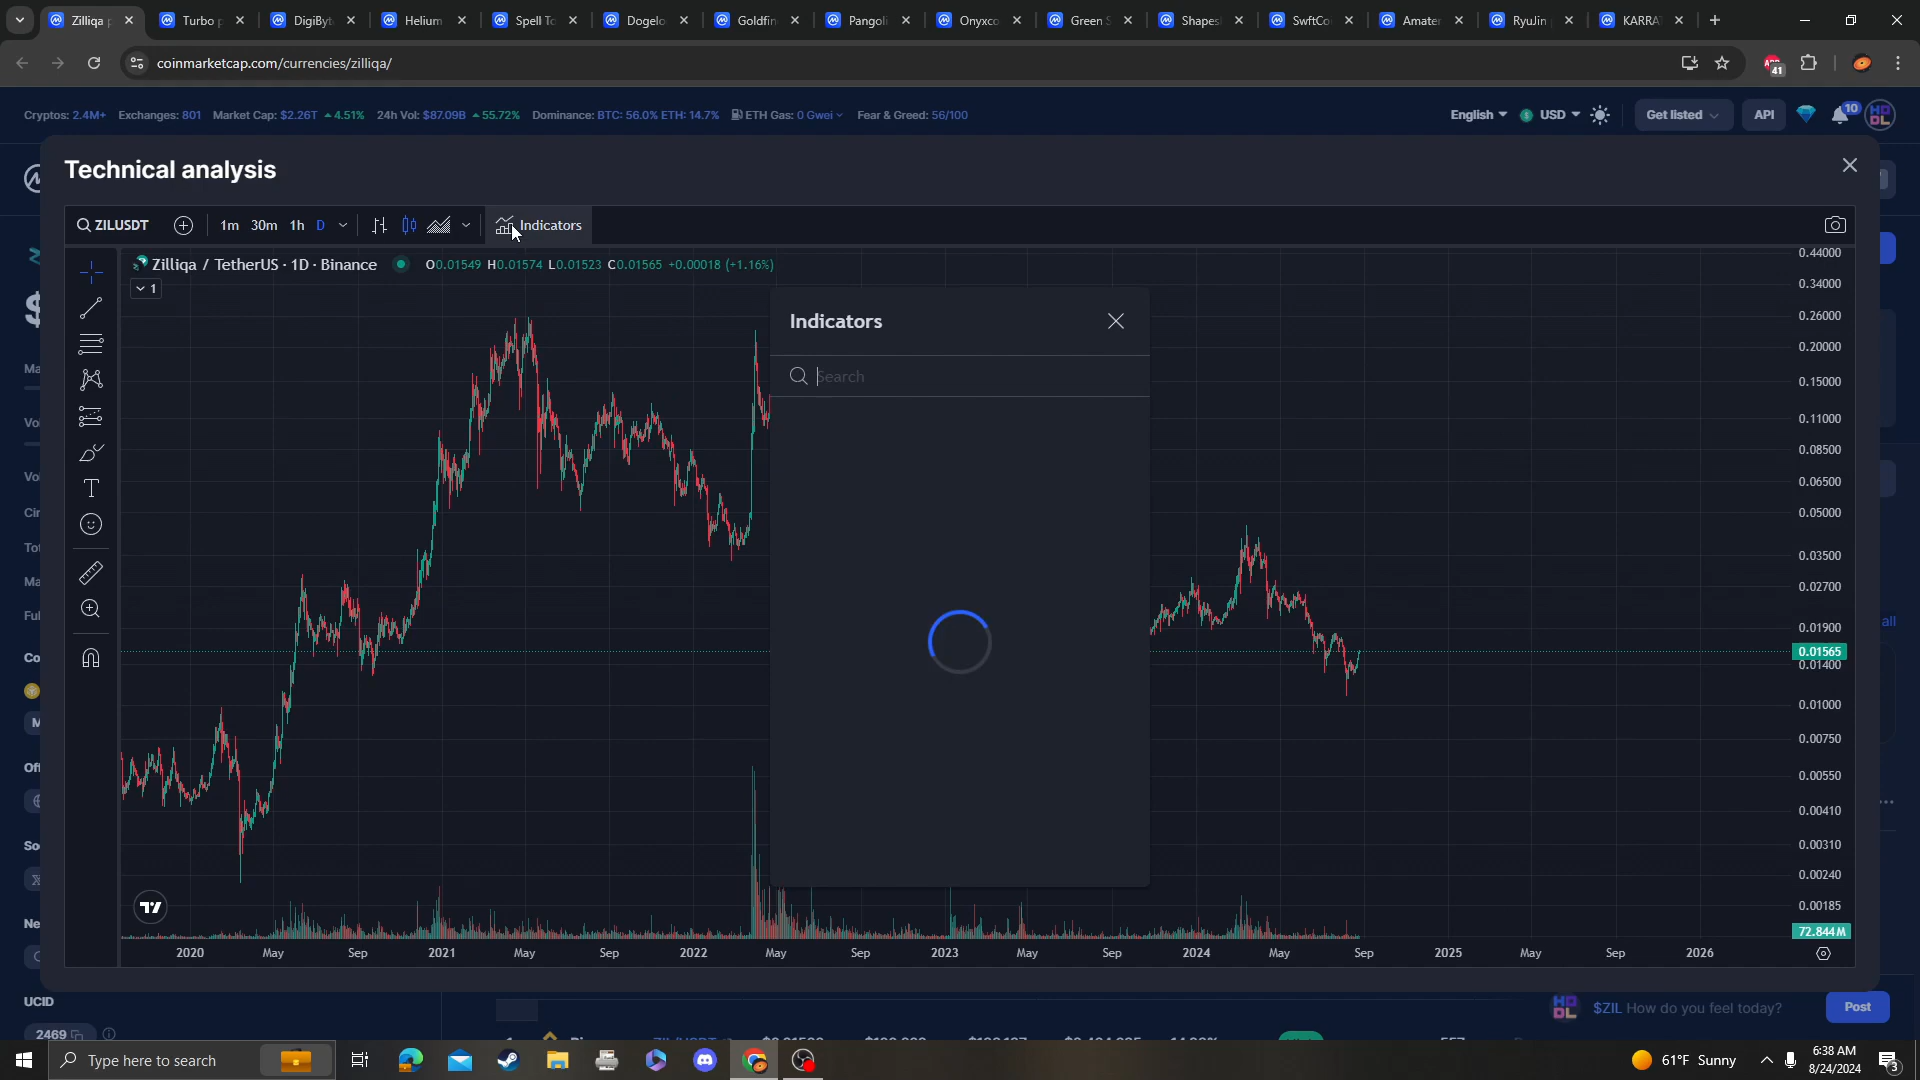 Zilliqa p
Turbo p
DigiByt
Helium
Spell To
Dogelo
Goldfin
Pangoli
Onyxco
Green S
Shapes
SwftCo
Amater
RyuJin
KARRA
coinmarketcap.com/currencies/zilliqa/
41
Cryptos: 2.4M+ Exchanges: 801 Market Cap: $2.26T 4.51% 24h Vol: $87.09B 55.72% Dominance: BTC: 56.0% ETH: 14.7% ETH Gas: 0 Gwei Fear & Greed: 56/100
English
USD
Get listed
API
10
Technical analysis
ZILUSDT
1m 30m 1h D
Indicators
Zilliqa / TetherUS · 1D · Binance
O0.01549 H0.01574 L0.01523 C0.01565 +0.00018 (+1.16%)
1
Indicators
Search
0.44000
0.34000
0.26000
0.20000
0.15000
0.11000
0.08500
0.06500
0.05000
0.03500
0.02700
0.01900
0.01565
0.01400
0.01000
0.00750
0.00550
0.00410
0.00310
0.00240
0.00185
72.844M
2020 May Sep 2021 May Sep 2022 May Sep 2023 May Sep 2024 May Sep 2025 May Sep 2026
UCID
2469
$ZIL How do you feel today?
Post
Type here to search
61°F Sunny
6:38 AM
8/24/2024
3